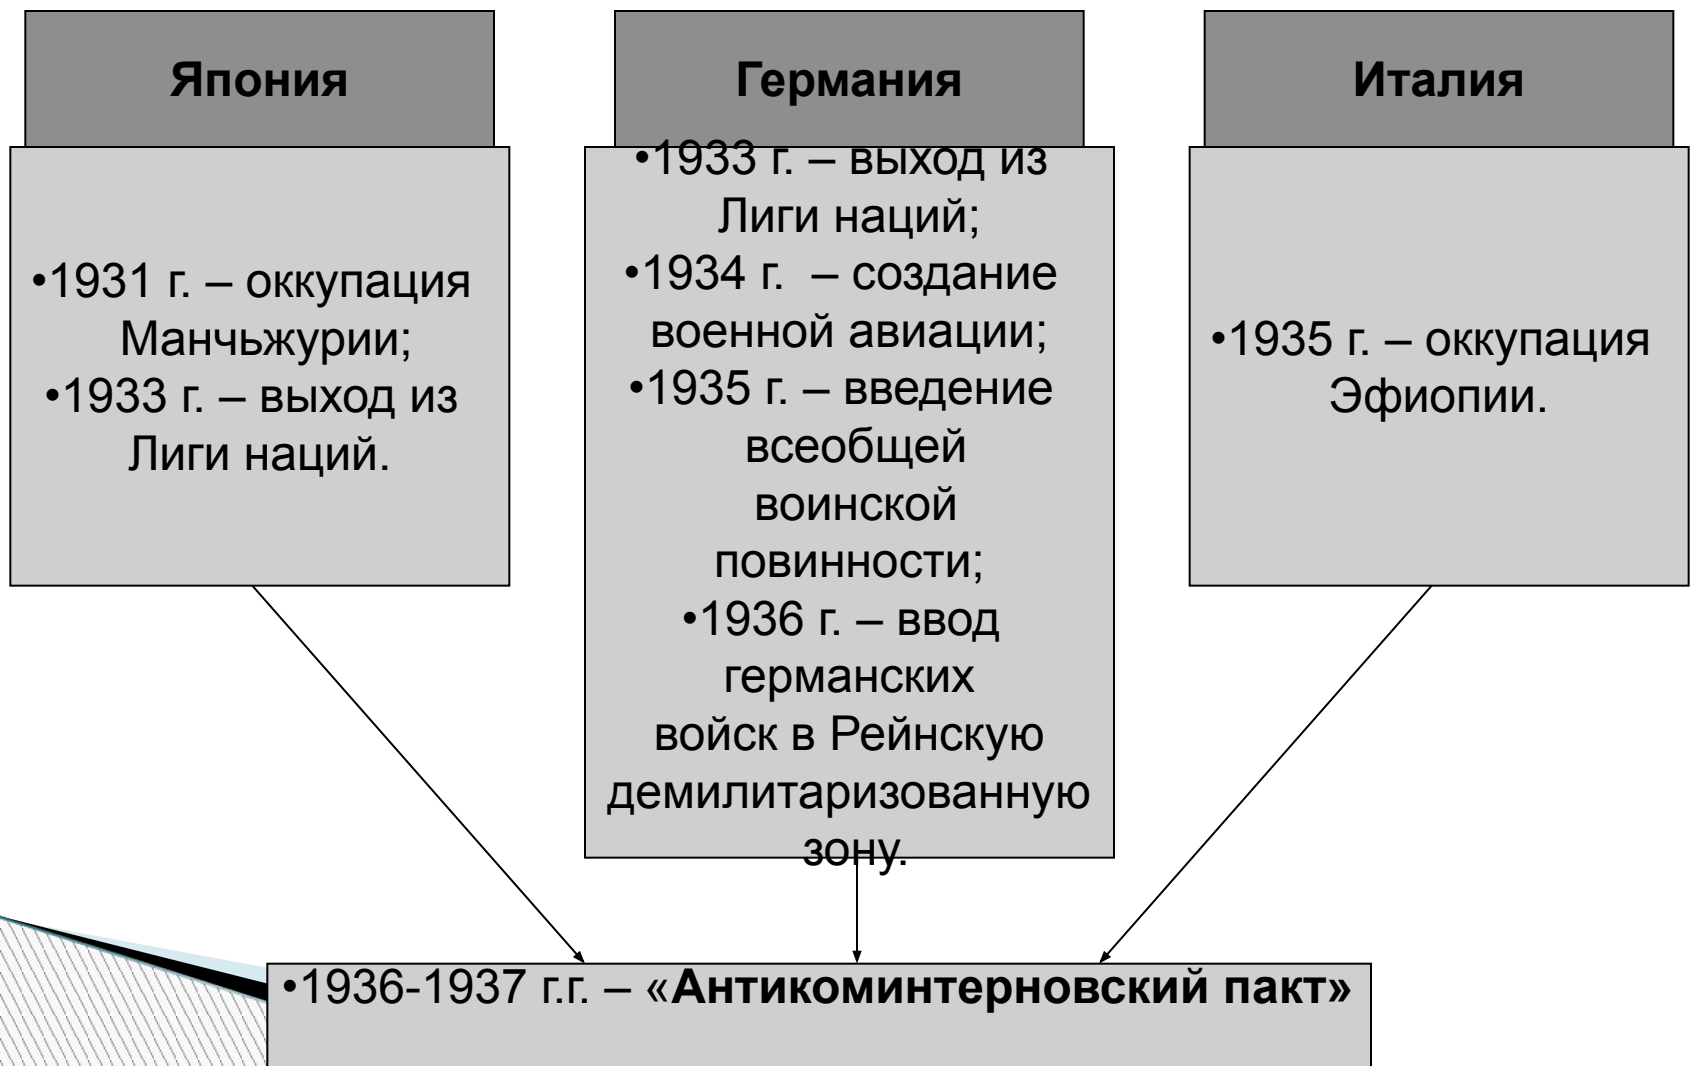 Япония
•1931 г. – оккупация
Манчьжурии;
•1933 г. – выход из
Лиги наций.
Германия
•1933 г. – выход из
Лиги наций;
•1934 г. – создание
военной авиации;
•1935 г. – введение
всеобщей
воинской
повинности;
•1936 г. – ввод
германских
войск в Рейнскую
демилитаризованную
зону.
Италия
•1935 г. – оккупация
Эфиопии.
•1936-1937 г.г. – «Антикоминтерновский пакт»